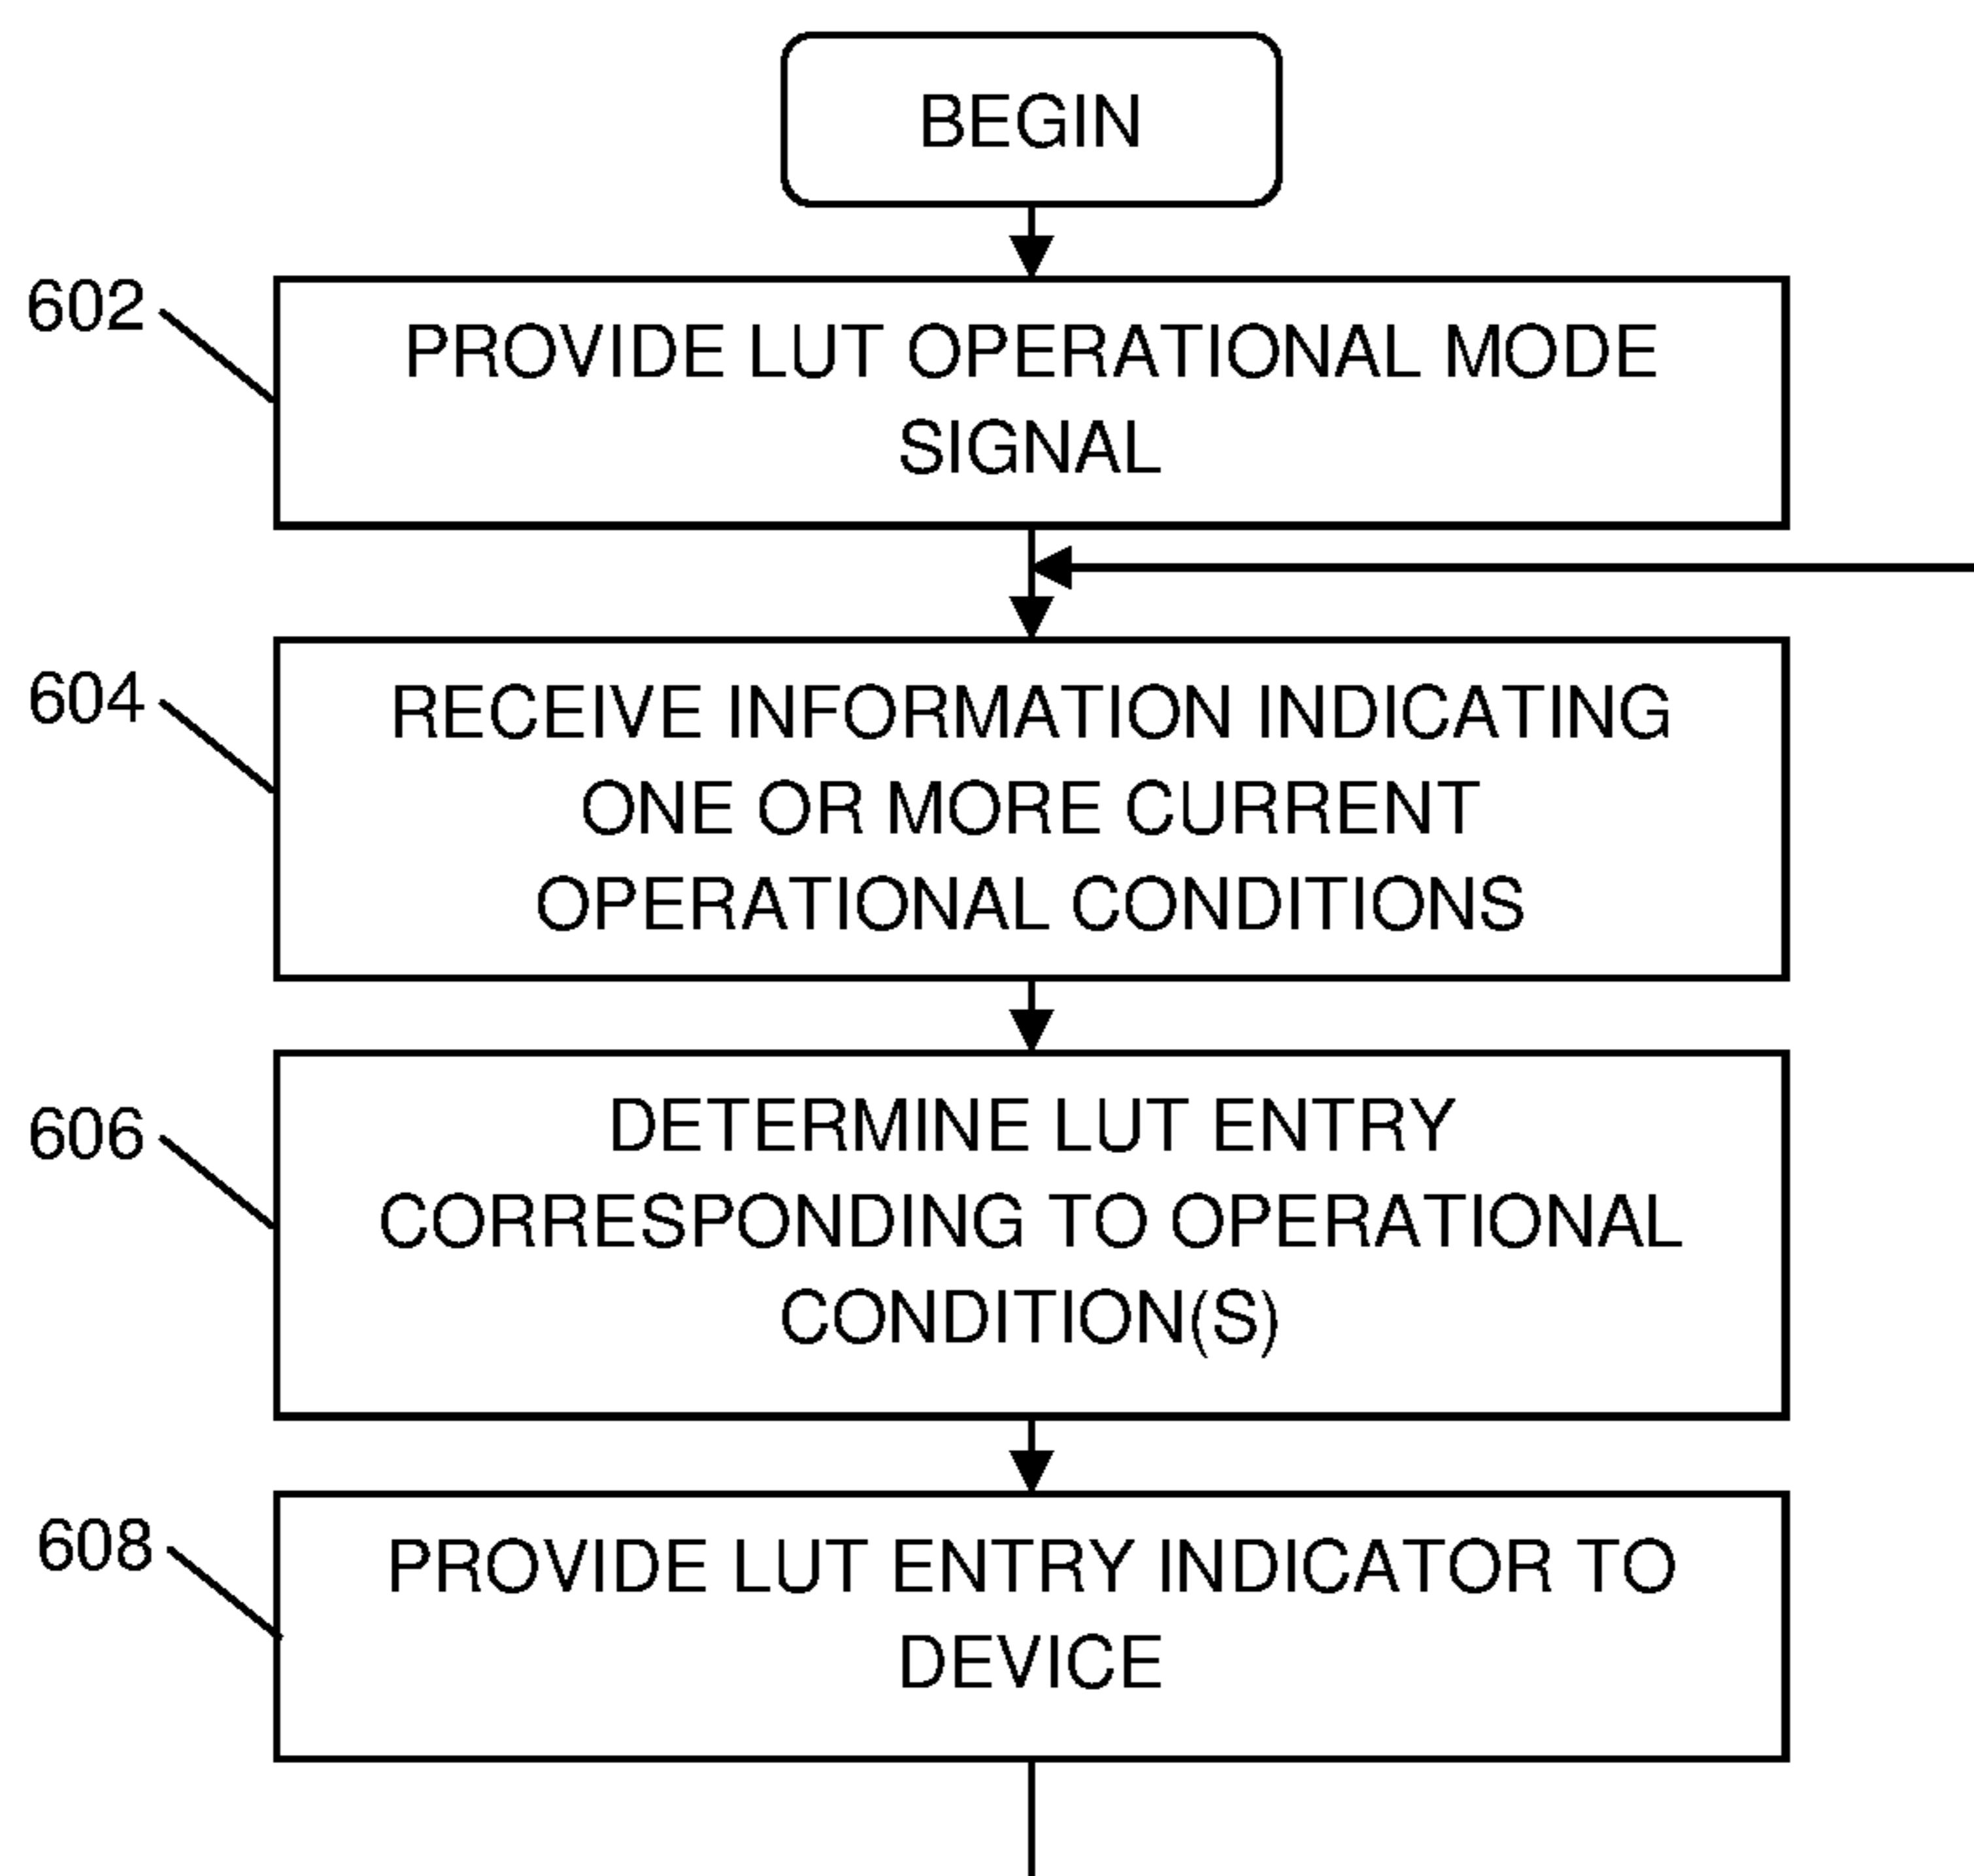 BEGIN
602
PROVIDE LUT OPERATIONAL MODE
SIGNAL
604
RECEIVE INFORMATION INDICATING
ONE OR MORE CURRENT
OPERATIONAL CONDITIONS
606
DETERMINE LUT ENTRY
CORRESPONDING TO OPERATIONAL
CONDITION(S)
608
PROVIDE LUT ENTRY INDICATOR TO
DEVICE